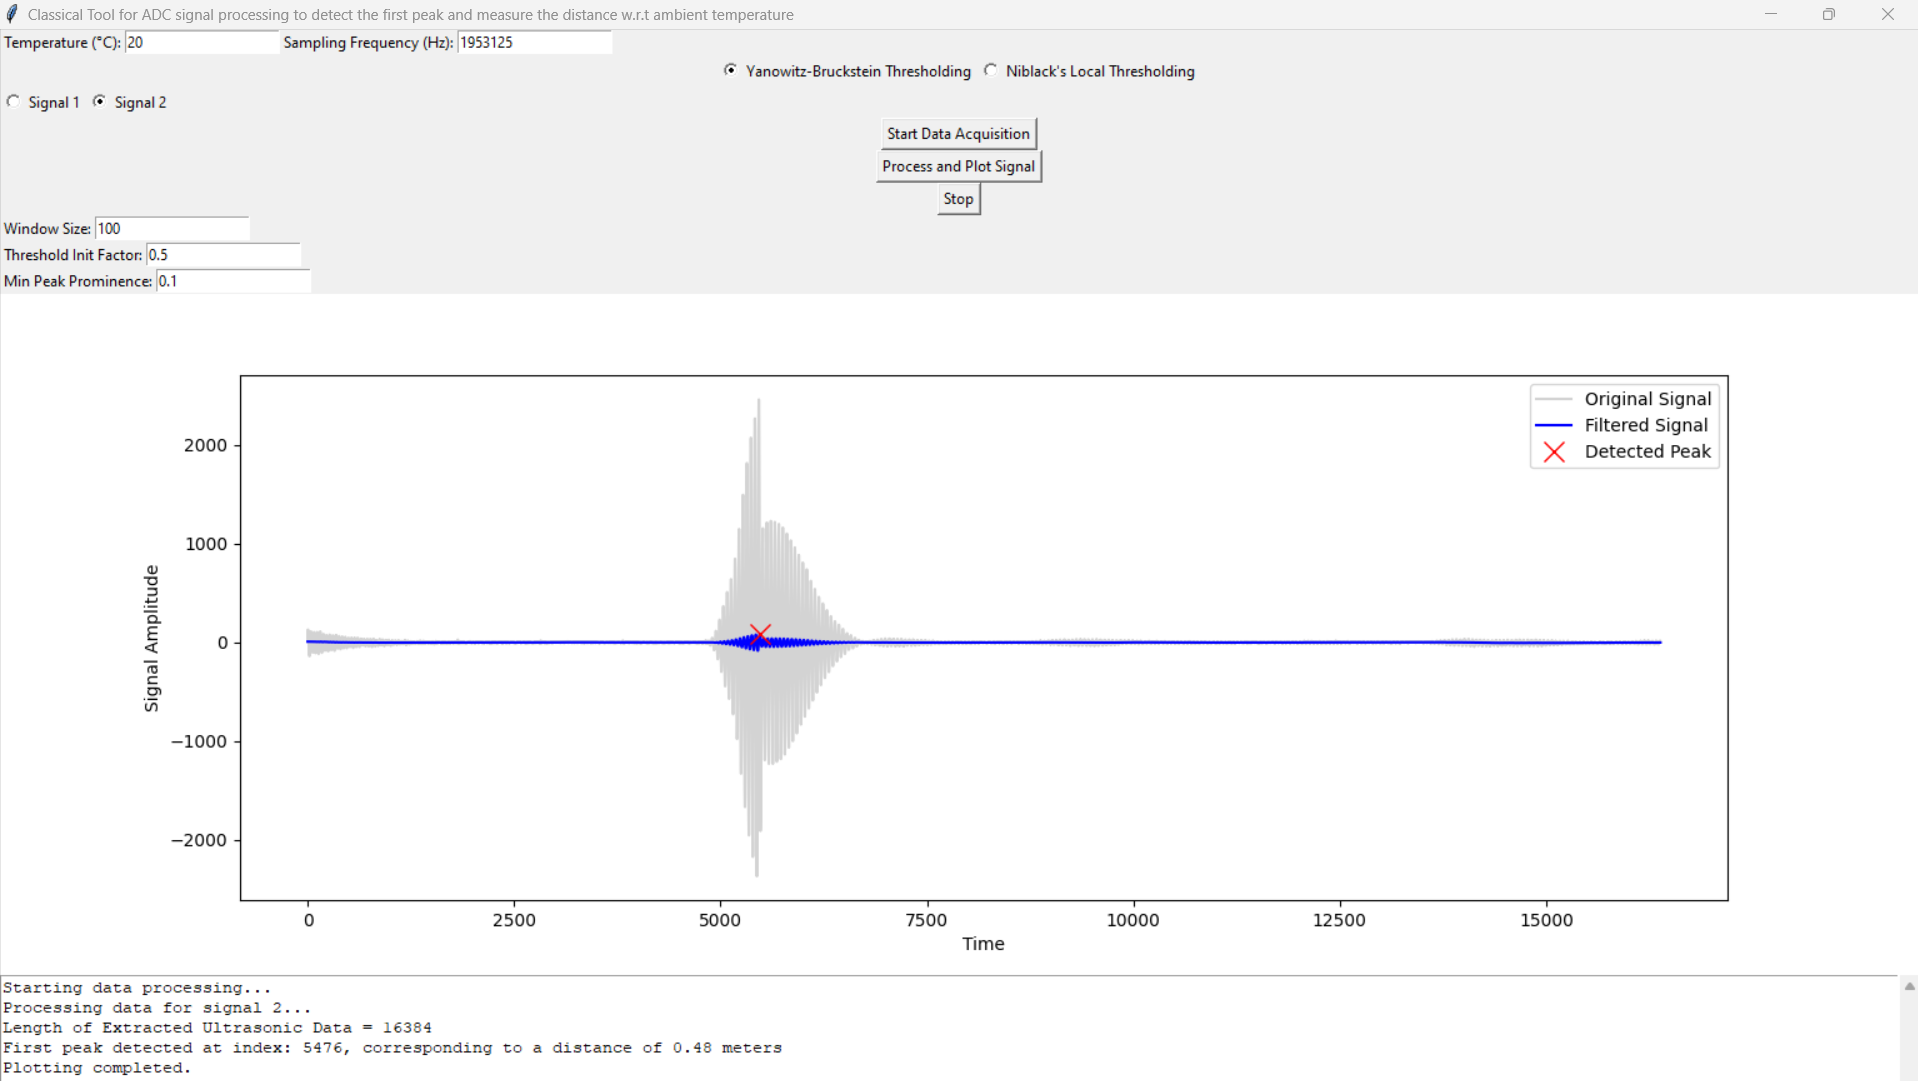 Classical Tool for ADC signal processing to detect the first peak and measure the distance w.r.t ambient temperature
Temperature (°C): 20 Sampling Frequency (Hz): 1953125
Yanowitz-Bruckstein Thresholding Niblack's Local Thresholding
Signal 1 Signal 2
Start Data Acquisition
Process and Plot Signal
Stop
Window Size: 100
Threshold Init Factor: 0.5
Min Peak Prominence: 0.1
Original Signal
Filtered Signal
Detected Peak
2000
1000
0
−1000
−2000
Signal Amplitude
0 2500 5000 7500 10000 12500 15000
Time
Starting data processing...
Processing data for signal 2...
Length of Extracted Ultrasonic Data = 16384
First peak detected at index: 5476, corresponding to a distance of 0.48 meters
Plotting completed.